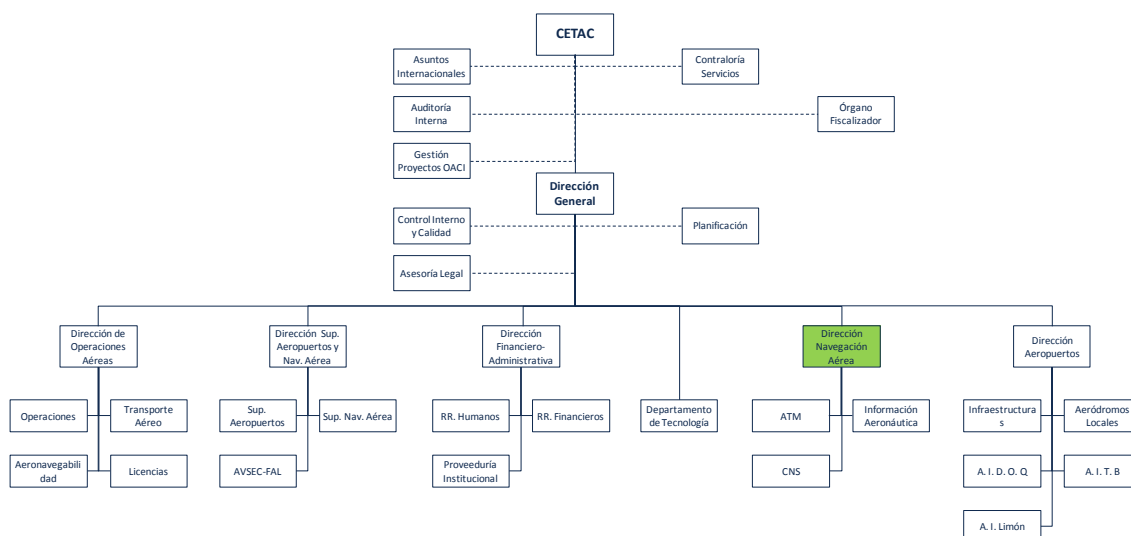 CETAC
Asuntos
Internacionales
Contraloría
Servicios
Auditoría
Interna
Órgano
Fiscalizador
Gestión
Proyectos OACI
Dirección
General
Control Interno
y Calidad
Planificación
Asesoría Legal
Dirección de
Operaciones
Aéreas
Dirección Sup.
Aeropuertos y
Nav. Aérea
Dirección
Financiero-
Administrativa
Dirección
Navegación
Aérea
Dirección
Aeropuertos
Operaciones
Transporte
Aéreo
Sup.
Aeropuertos
Sup. Nav. Aérea
RR. Humanos
RR. Financieros
Departamento
de Tecnología
ATM
Información
Aeronáutica
Infraestructura
s
Aeródromos
Locales
Aeronavegabili
dad
Licencias
AVSEC-FAL
Proveeduría
Institucional
CNS
A. I. D. O. Q
A. I. T. B
A. I. Limón